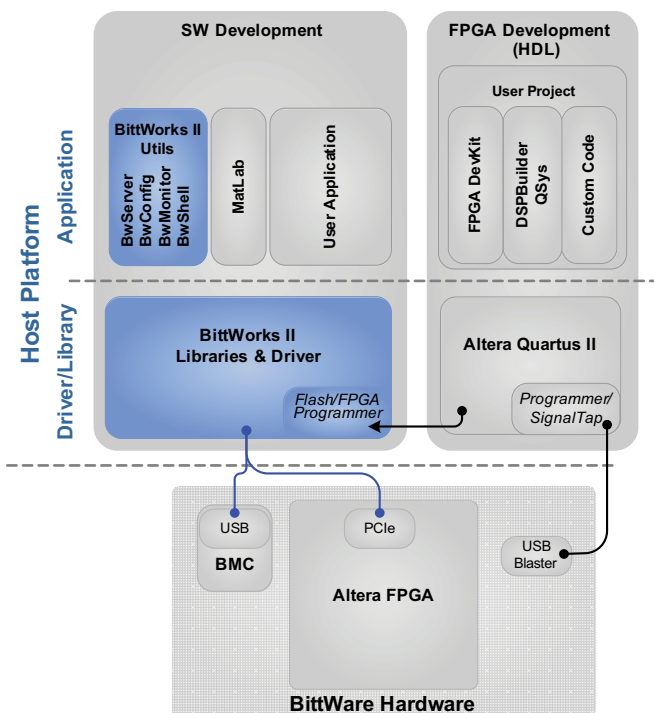 SW Development
FPGA Development
(HDL)
Host Platform
Application
BittWorks II
Utils
BwServer
BwConfig
BwMonitor
BwShell
MatLab
User Application
User Project
FPGA DevKit
DSPBuilder
QSys
Custom Code
Driver/Library
BittWorks II
Libraries & Driver
Flash/FPGA
Programmer
Altera Quartus II
Programmer/
SignalTap
USB
BMC
PCIe
Altera FPGA
USB
Blaster
BittWare Hardware